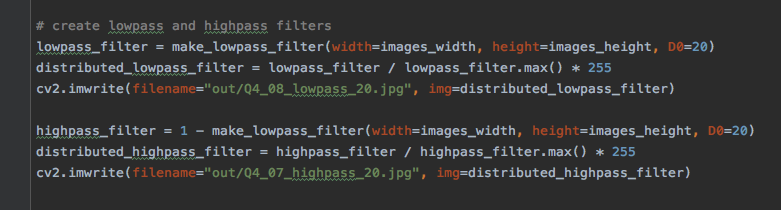 # create lowpass and highpass filters
lowpass_filter = make_lowpass_filter(width=images_width, height=images_height, D0=20)
distributed_lowpass_filter = lowpass_filter / lowpass_filter.max() * 255
cv2.imwrite(filename="out/Q4_08_lowpass_20.jpg", img=distributed_lowpass_filter)
highpass_filter = 1 - make_lowpass_filter(width=images_width, height=images_height, D0=20)
distributed_highpass_filter = highpass_filter / highpass_filter.max() * 255
cv2.imwrite(filename="out/Q4_07_highpass_20.jpg", img=distributed_highpass_filter)